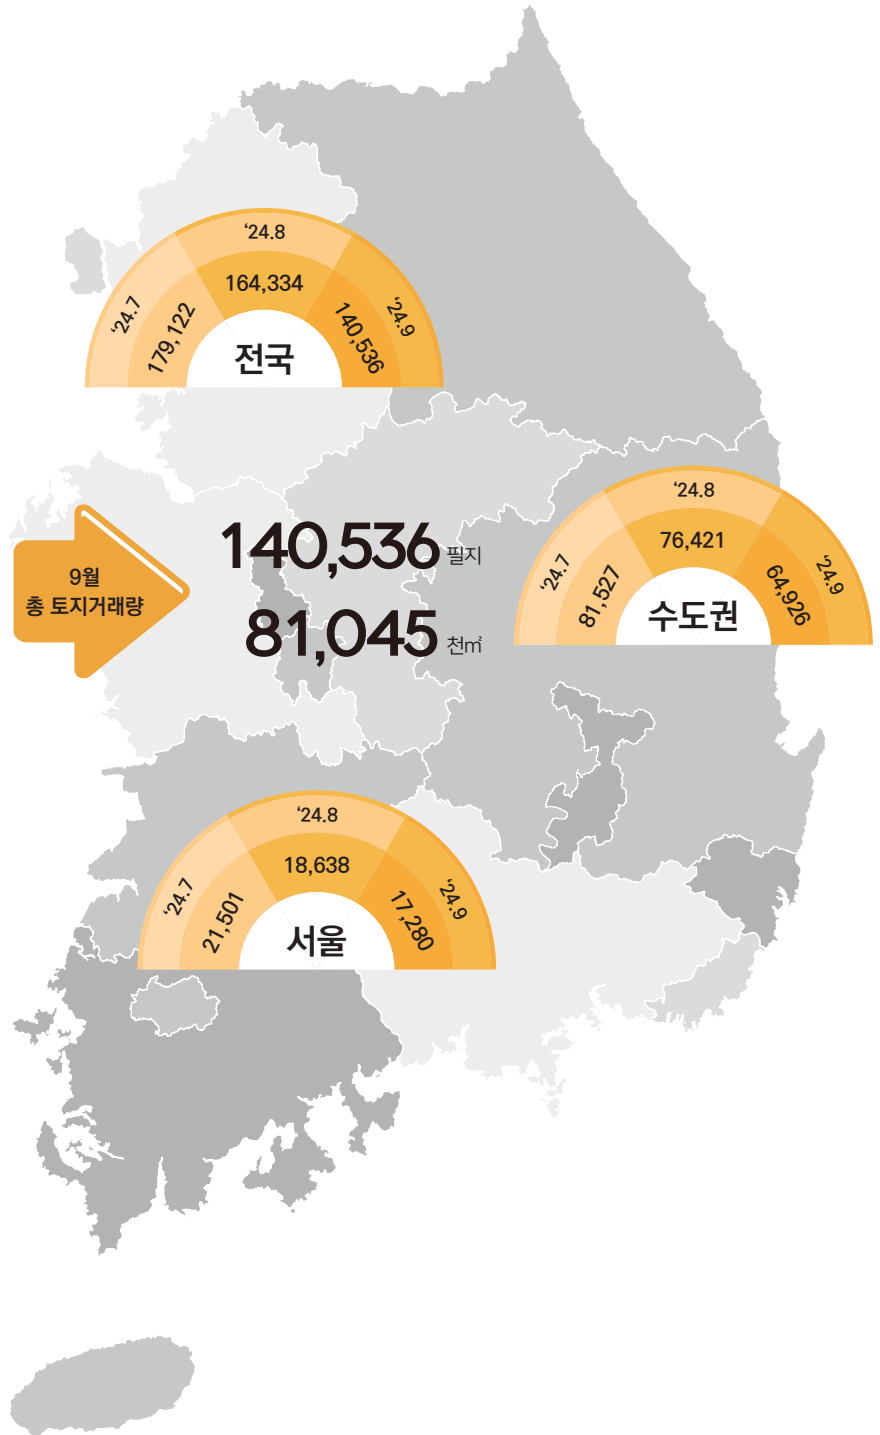 ‘24.7
‘24.8
‘24.9
179,122
164,334
140,536
전국
9월
총 토지거래량
140,536 필지
81,045 천㎡
‘24.7
‘24.8
‘24.9
81,527
76,421
64,926
수도권
‘24.7
‘24.8
‘24.9
21,501
18,638
17,280
서울